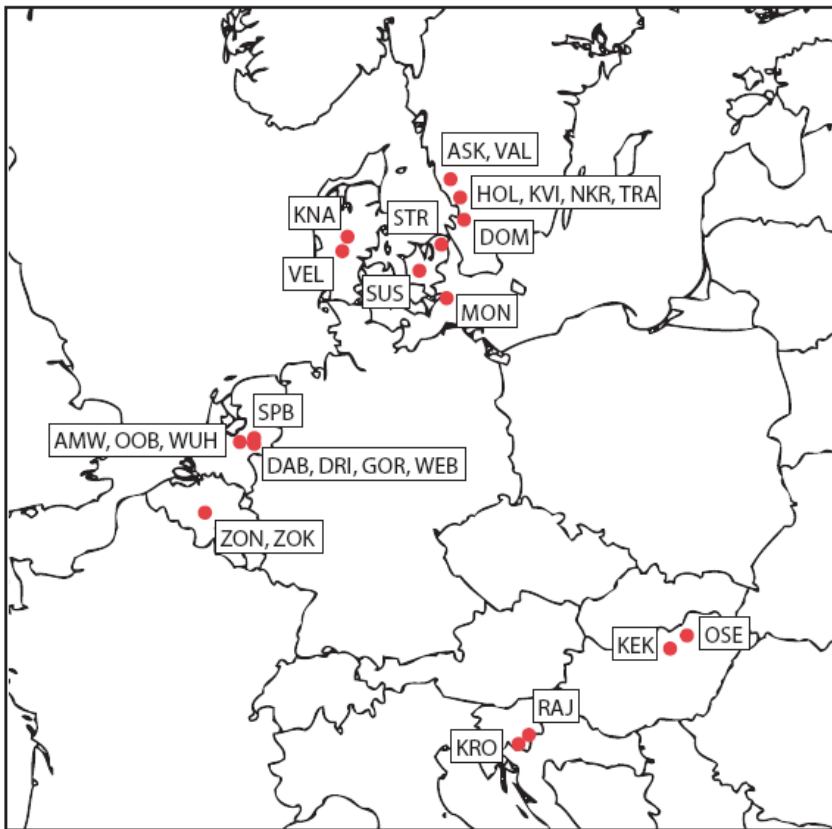 ASK, VAL
HOL, KVI, NKR, TRA
KNA
STR
DOM
VEL
SUS
MON
SPB
AMW, OOB, WUH
DAB, DRI, GOR, WEB
ZON, ZOK
OSE
KEK
RAJ
KRO